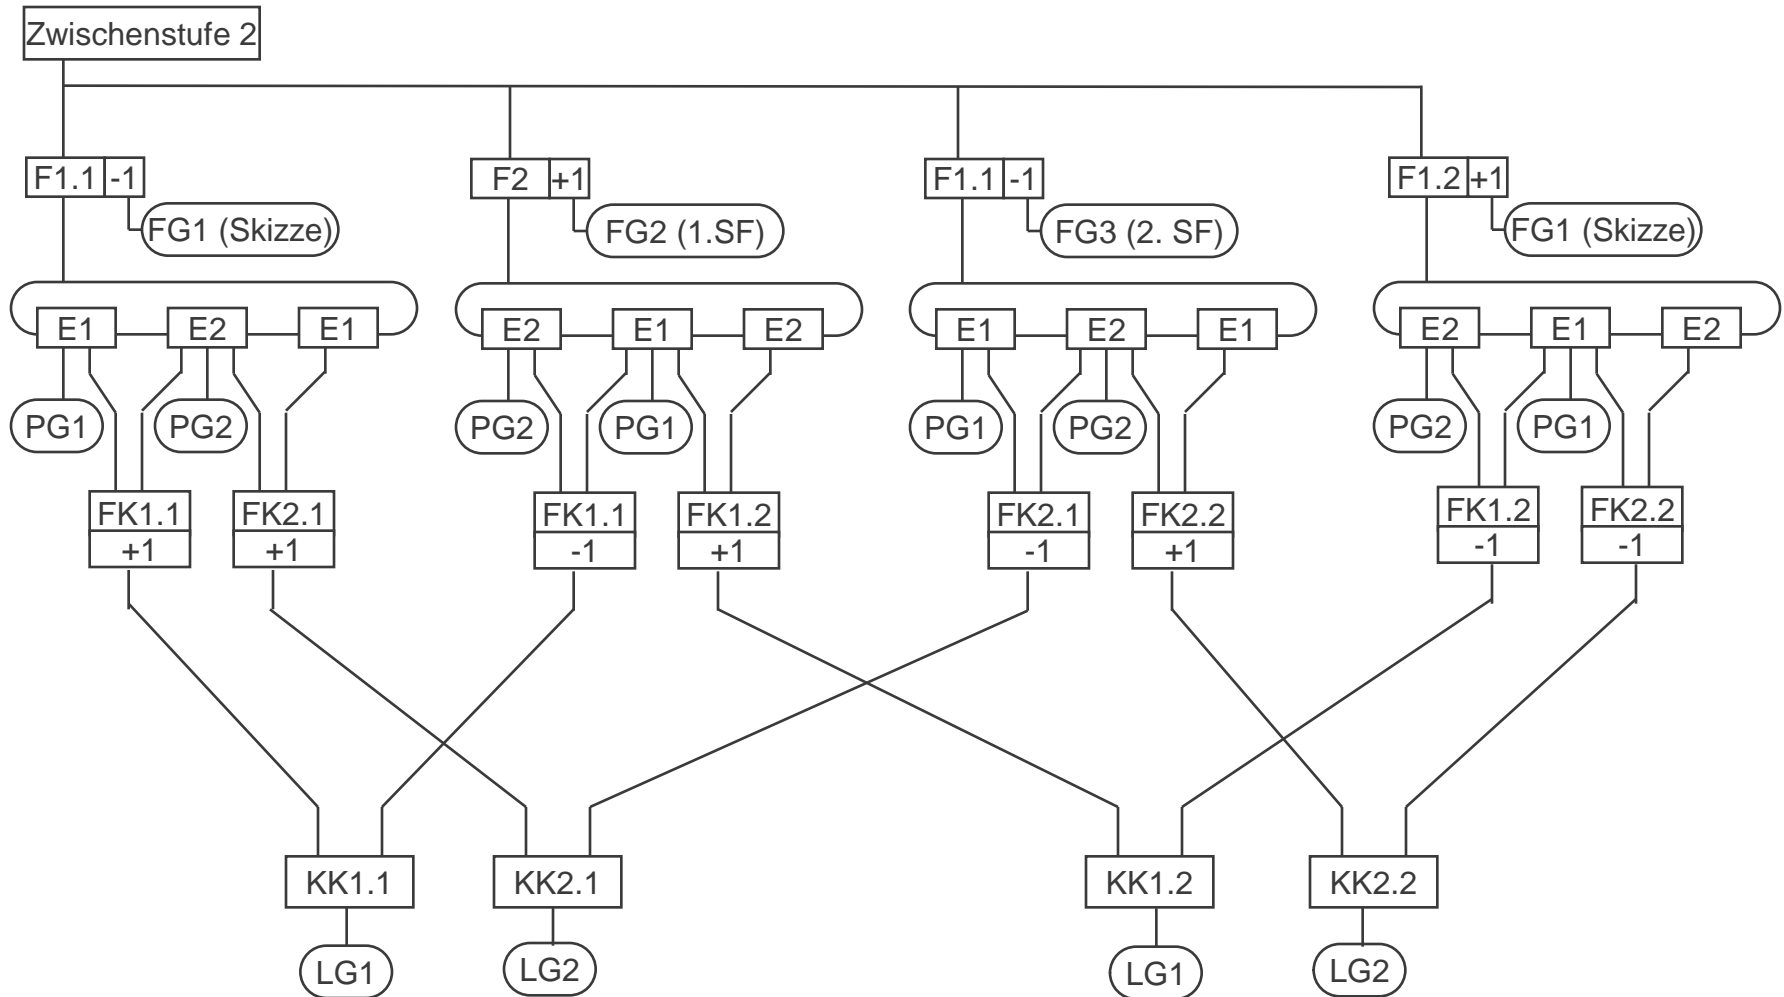 Zwischenstufe 2
F1.1 -1
F2 +1
F1.1 -1
F1.2 +1
FG1 (Skizze)
FG2 (1.SF)
FG3 (2. SF)
FG1 (Skizze)
E1 E2 E1
E2 E1 E2
E1 E2 E1
E2 E1 E2
PG1 PG2
PG2 PG1
PG1 PG2
PG2 PG1
FK1.1 FK2.1
+1 +1
FK1.1 FK1.2
-1 +1
FK2.1 FK2.2
-1 +1
FK1.2 FK2.2
-1 -1
KK1.1
KK2.1
KK1.2
KK2.2
LG1
LG2
LG1
LG2